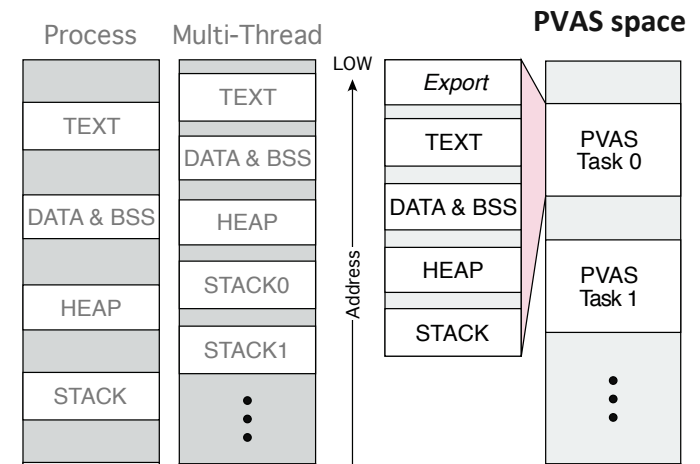 PVAS space
Process
Multi-Thread
LOW
TEXT
DATA & BSS
HEAP
STACK
TEXT
DATA & BSS
HEAP
STACK0
STACK1
Address
Export
TEXT
DATA & BSS
HEAP
STACK
PVAS
Task 0
PVAS
Task 1